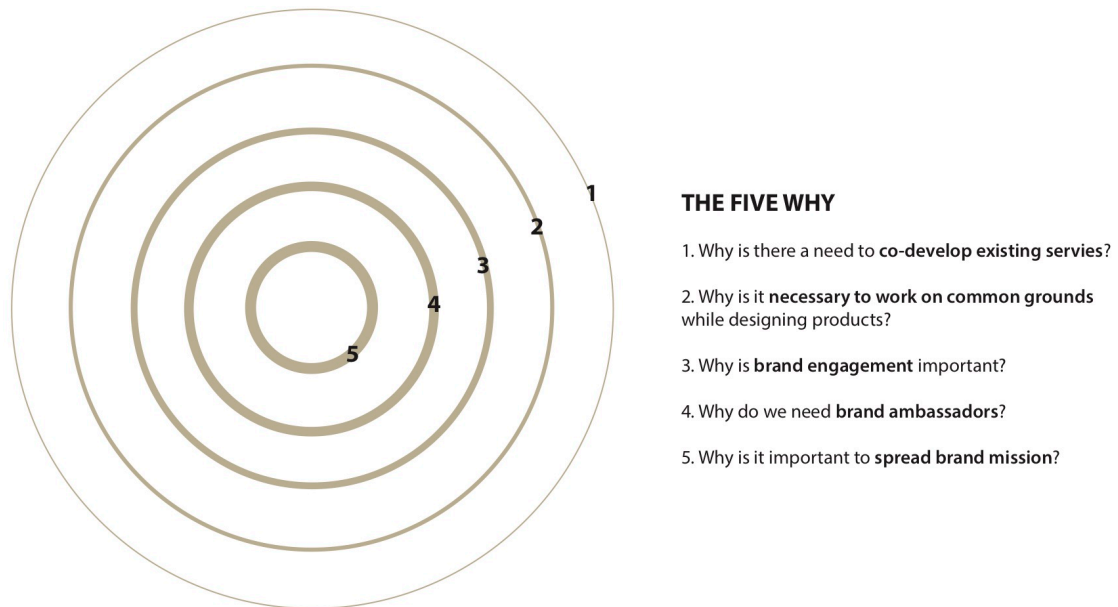 1
2
3
4
5
THE FIVE WHY
1. Why is there a need to co-develop existing servies?
2. Why is it necessary to work on common grounds
while designing products?
3. Why is brand engagement important?
4. Why do we need brand ambassadors?
5. Why is it important to spread brand mission?